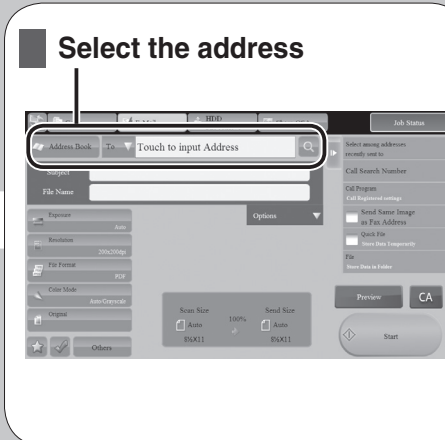 Select the address
HDD
Job Status
Address Book
To
Touch to input Address
Subject
File Name
Select among addresses
recently sent to
Call Search Number
Call Program
Call Registered settings
Send Same Image
as Fax Address
Quick File
Store Data Temporarily
File
Store Data in Folder
Options
Exposure
Auto
Resolution
200x200dpi
File Format
PDF
Color Mode
Auto/Grayscale
Original
Others
Scan Size
Auto
8½X11
100%
Send Size
Auto
8½X11
Preview
CA
Start